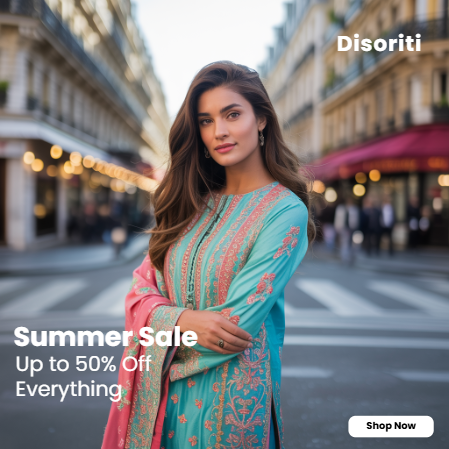 Disoriti
Summer Sale
Up to 50% Off
Everything
Shop Now